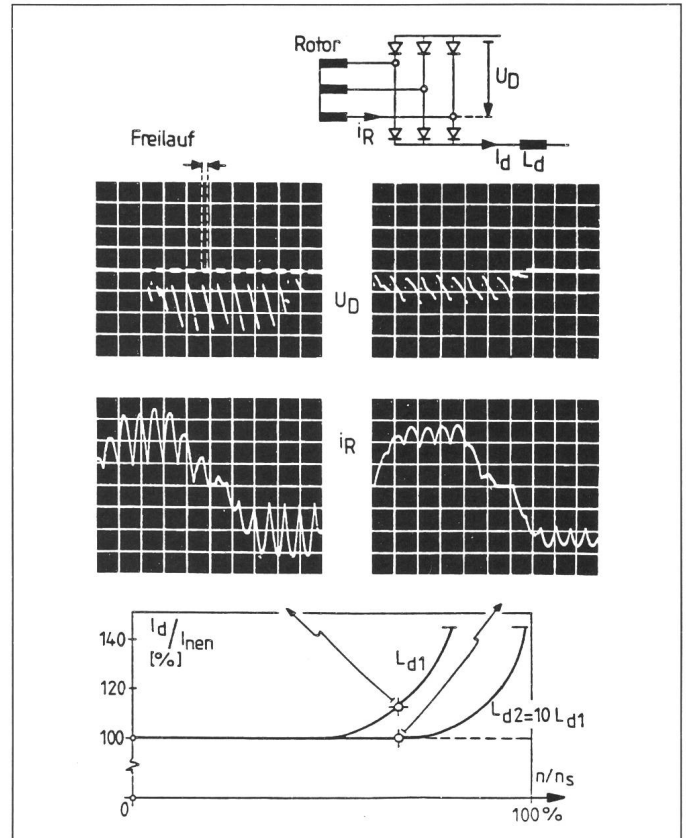 Rotor
U_D
i_R
I_d L_d
Freilauf
U_D
i_R
I_d/I_nen
[%]
140
120
100
L_d1
L_d2=10 L_d1
n/n_s
0
100%